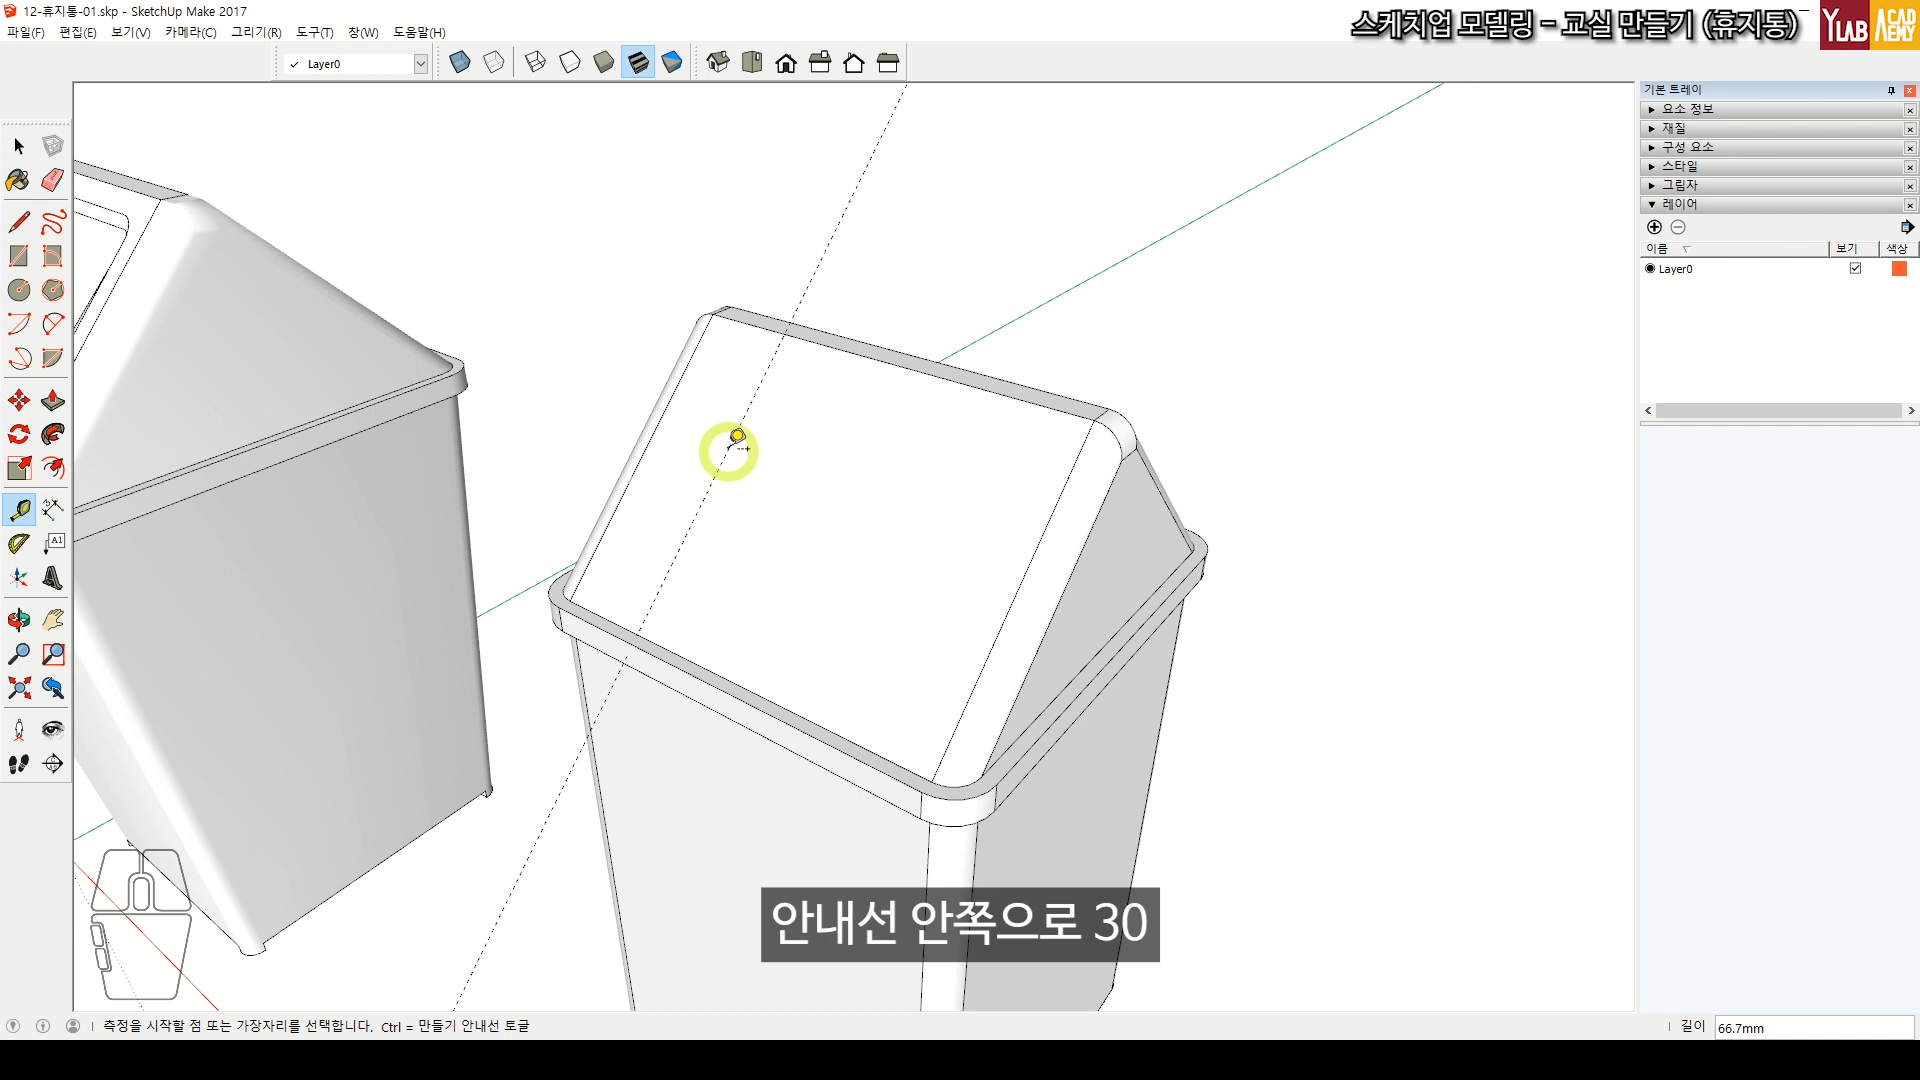 12-휴지통-01.skp - SketchUp Make 2017
파일(F) 편집(E) 보기(V) 카메라(C) 그리기(R) 도구(T) 창(W) 도움말(H)
스케치업 모델링 - 교실 만들기 (휴지통)
YLAB ACADEMY
Layer0
기본 트레이
요소 정보
재질
구성 요소
스타일
그림자
레이어
이름 보기 색상
Layer0
A1
안내선 안쪽으로 30
측정을 시작할 점 또는 가장자리를 선택합니다. Ctrl = 만들기 안내선 토글
길이 66.7mm